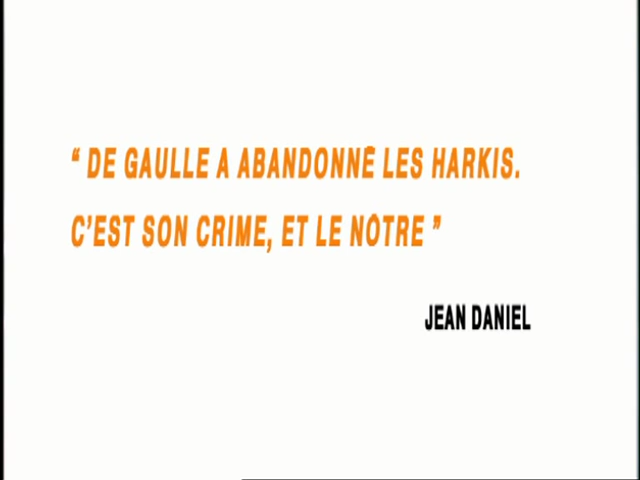 “ DE GAULLE A ABANDONNÉ LES HARKIS.
C’EST SON CRIME, ET LE NÔTRE ”
JEAN DANIEL